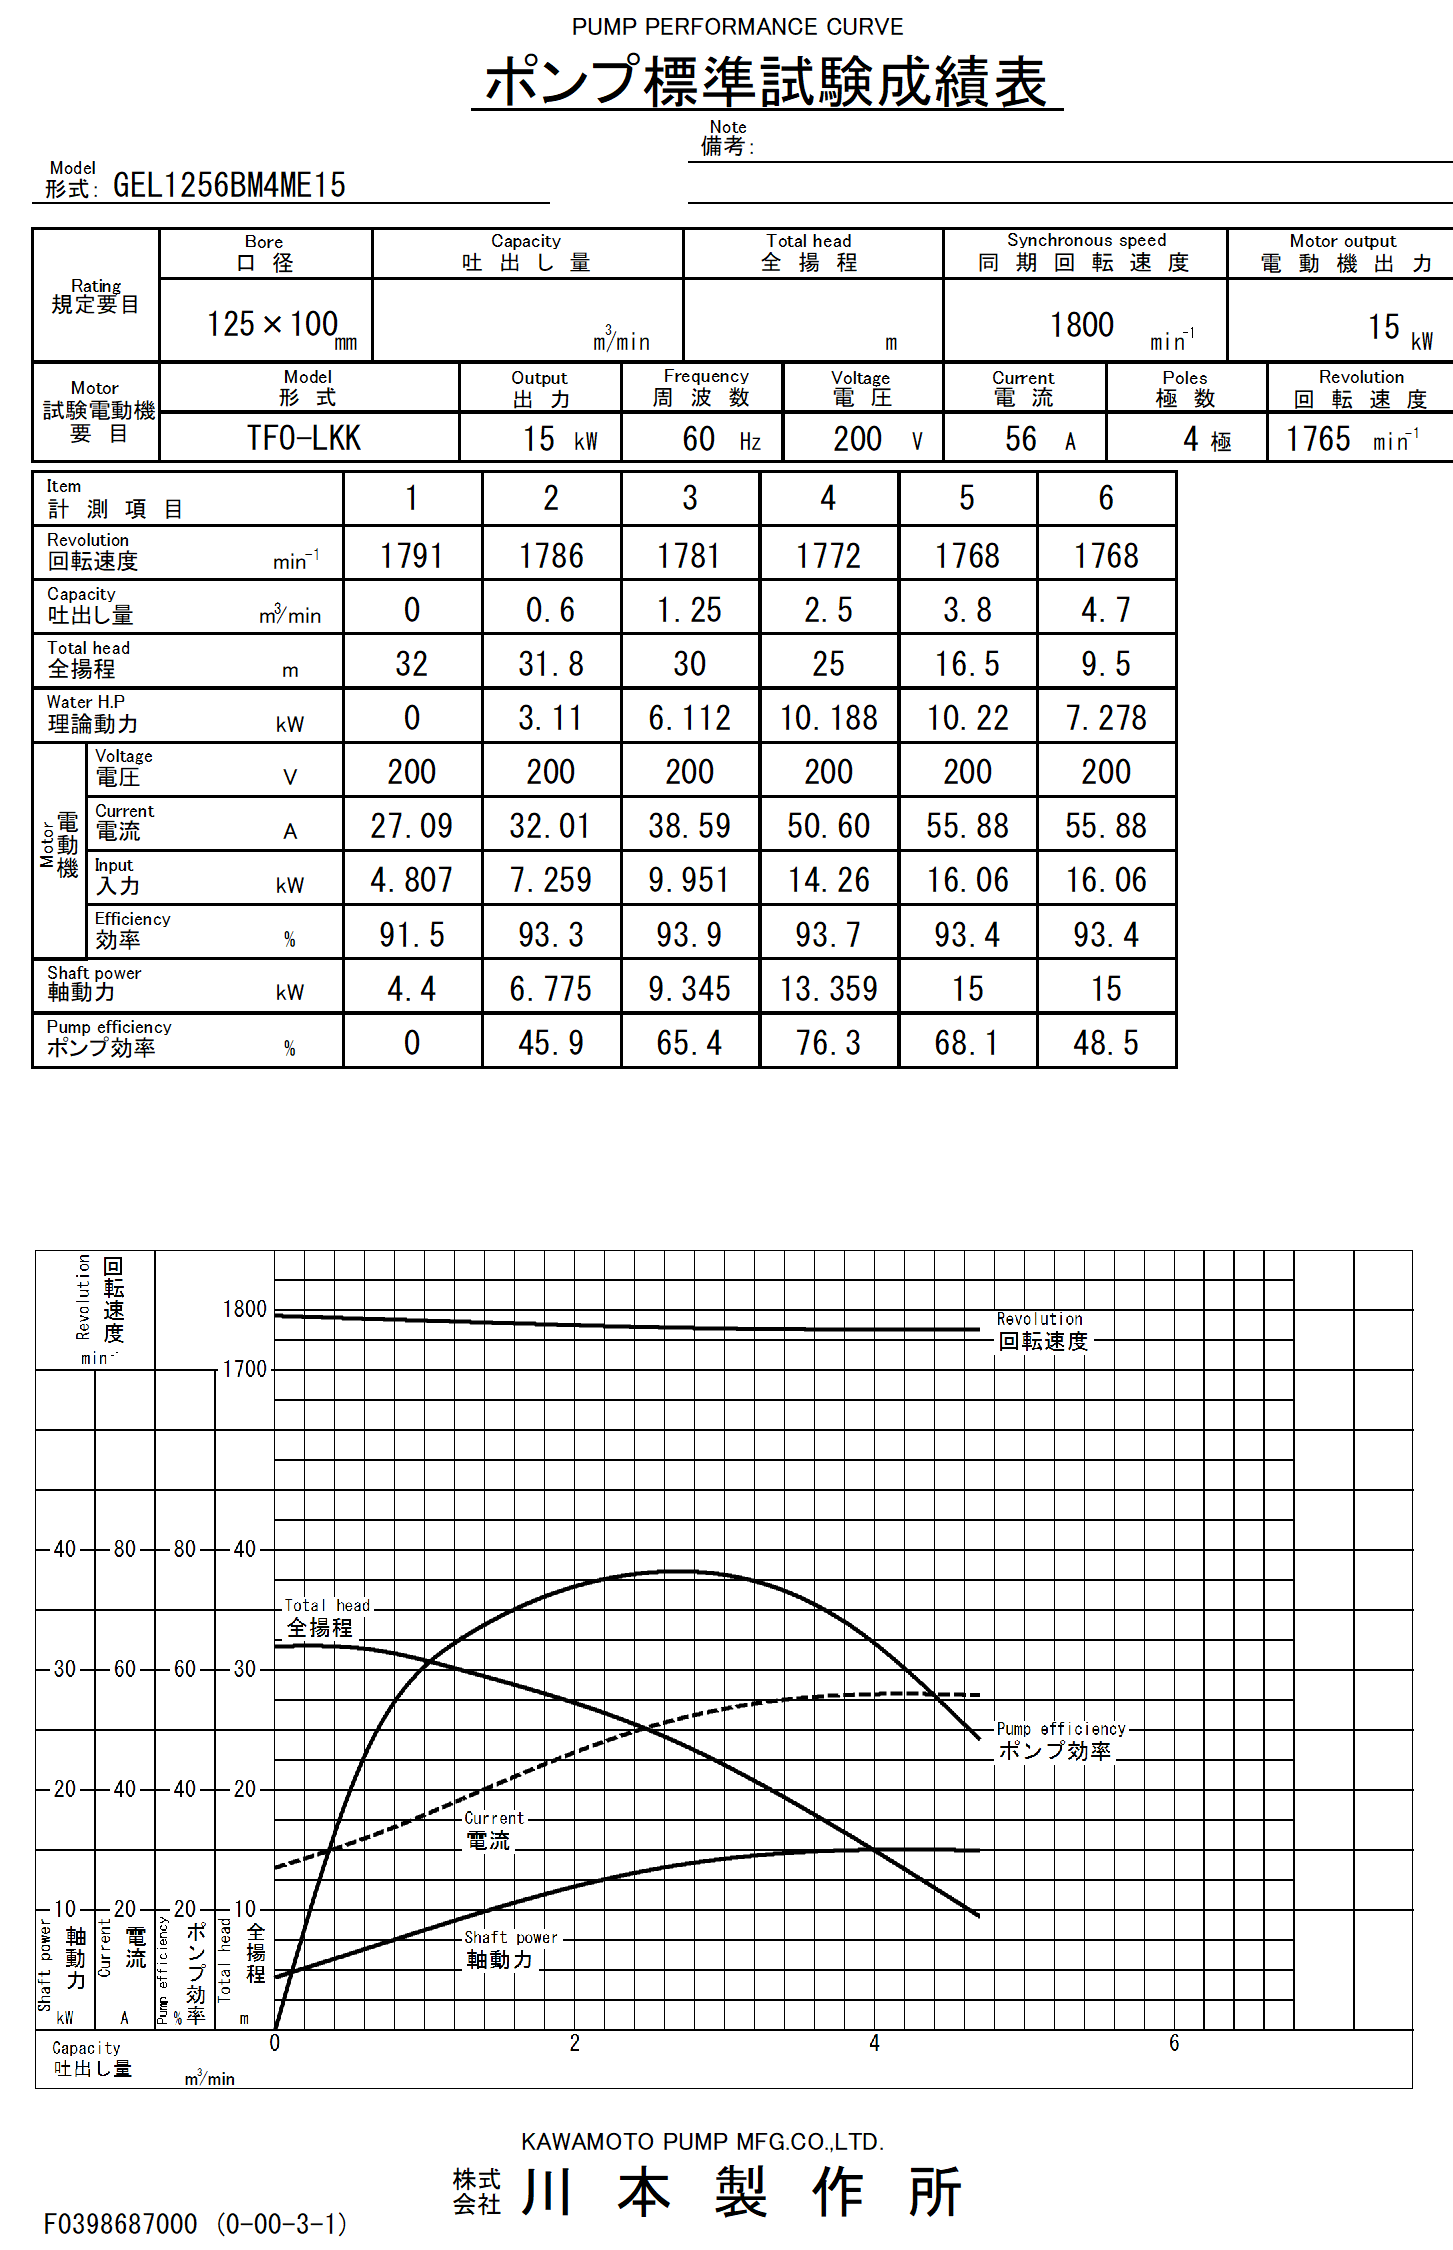 PUMP PERFORMANCE CURVE
ポンプ標準試験成績表
Note
備考:
Model
形式: GEL1256BM4ME15
Rating
規定要目
Bore
口径
Capacity
吐出し量
Total head
全揚程
Synchronous speed
同期回転速度
Motor output
電動機出力
125×100 mm
m³/min
m
1800 min⁻¹
15 kW
Motor
試験電動機
要目
Model
形式
Output
出力
Frequency
周波数
Voltage
電圧
Current
電流
Poles
極数
Revolution
回転速度
TFO-LKK
15 kW
60 Hz
200 V
56 A
4 極
1765 min⁻¹
Item
計測項目 1 2 3 4 5 6
Revolution
回転速度 min⁻¹ 1791 1786 1781 1772 1768 1768
Capacity
吐出し量 m³/min 0 0.6 1.25 2.5 3.8 4.7
Total head
全揚程 m 32 31.8 30 25 16.5 9.5
Water H.P
理論動力 kW 0 3.11 6.112 10.188 10.22 7.278
Motor
電動機
Voltage
電圧 V 200 200 200 200 200 200
Current
電流 A 27.09 32.01 38.59 50.60 55.88 55.88
Input
入力 kW 4.807 7.259 9.951 14.26 16.06 16.06
Efficiency
効率 % 91.5 93.3 93.9 93.7 93.4 93.4
Shaft power
軸動力 kW 4.4 6.775 9.345 13.359 15 15
Pump efficiency
ポンプ効率 % 0 45.9 65.4 76.3 68.1 48.5
Revolution
回転速度
min⁻¹
1800
1700
Revolution
回転速度
40 80 80 40
Total head
全揚程
30 60 60 30
Pump efficiency
ポンプ効率
20 40 40 20
Current
電流
10 20 20 10
Shaft power
軸動力
Shaft power
軸動力
kW
Current
電流
A
Pump efficiency
ポンプ効率
%
Total head
全揚程
m
0 2 4 6
Capacity
吐出し量
m³/min
KAWAMOTO PUMP MFG.CO.,LTD.
株式会社 川本製作所
F0398687000 (0-00-3-1)